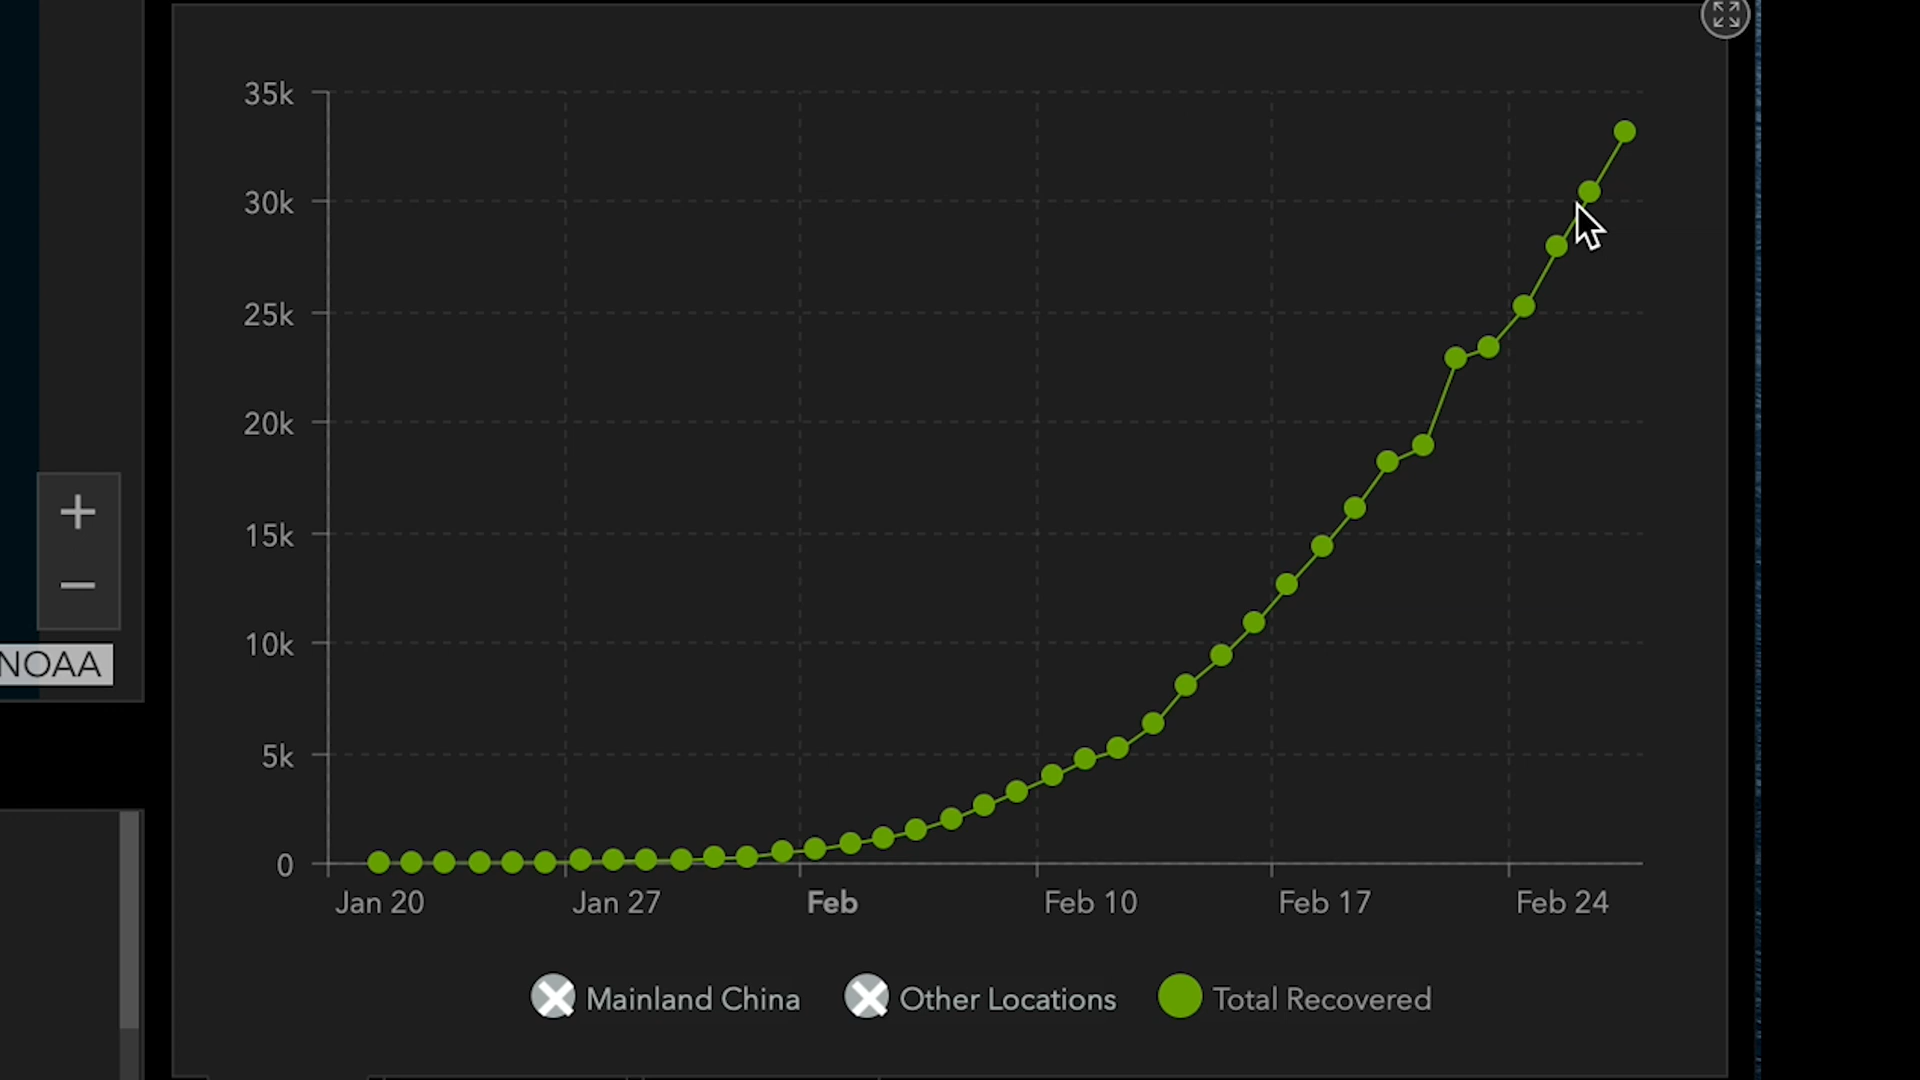 35k
30k
25k
20k
15k
10k
5k
0
Jan 20 Jan 27 Feb Feb 10 Feb 17 Feb 24
Mainland China Other Locations Total Recovered
+
−
NOAA